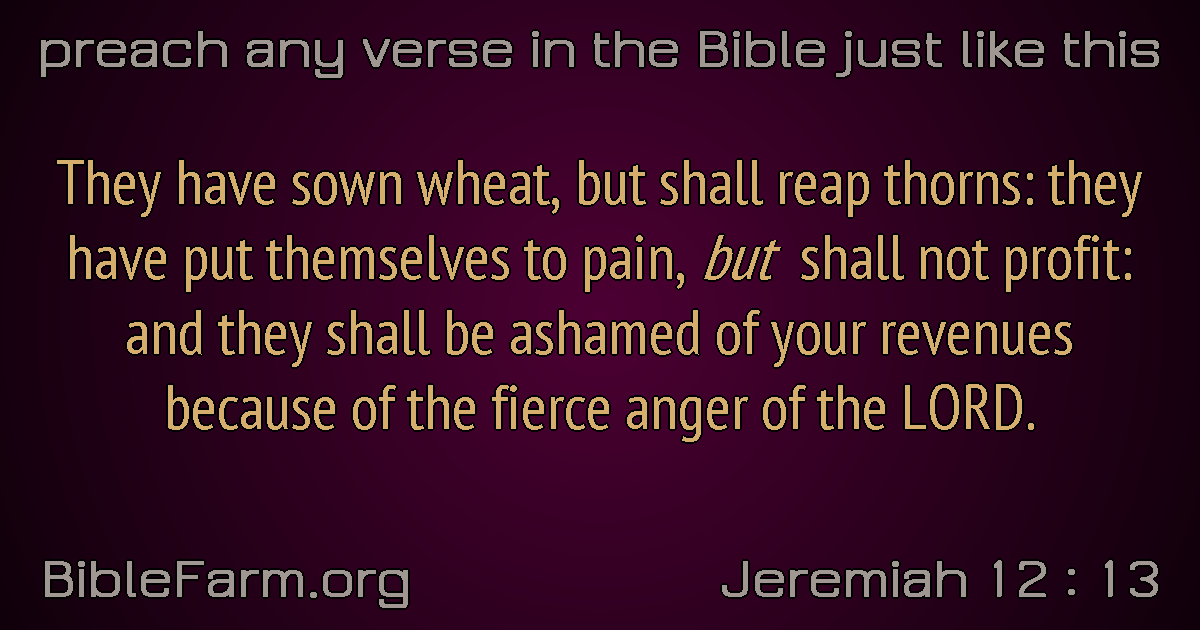 preach any verse in the Bible just like this
They have sown wheat, but shall reap thorns: they
have put themselves to pain, but shall not profit:
and they shall be ashamed of your revenues
because of the fierce anger of the LORD.
BibleFarm.org
Jeremiah 12 : 13